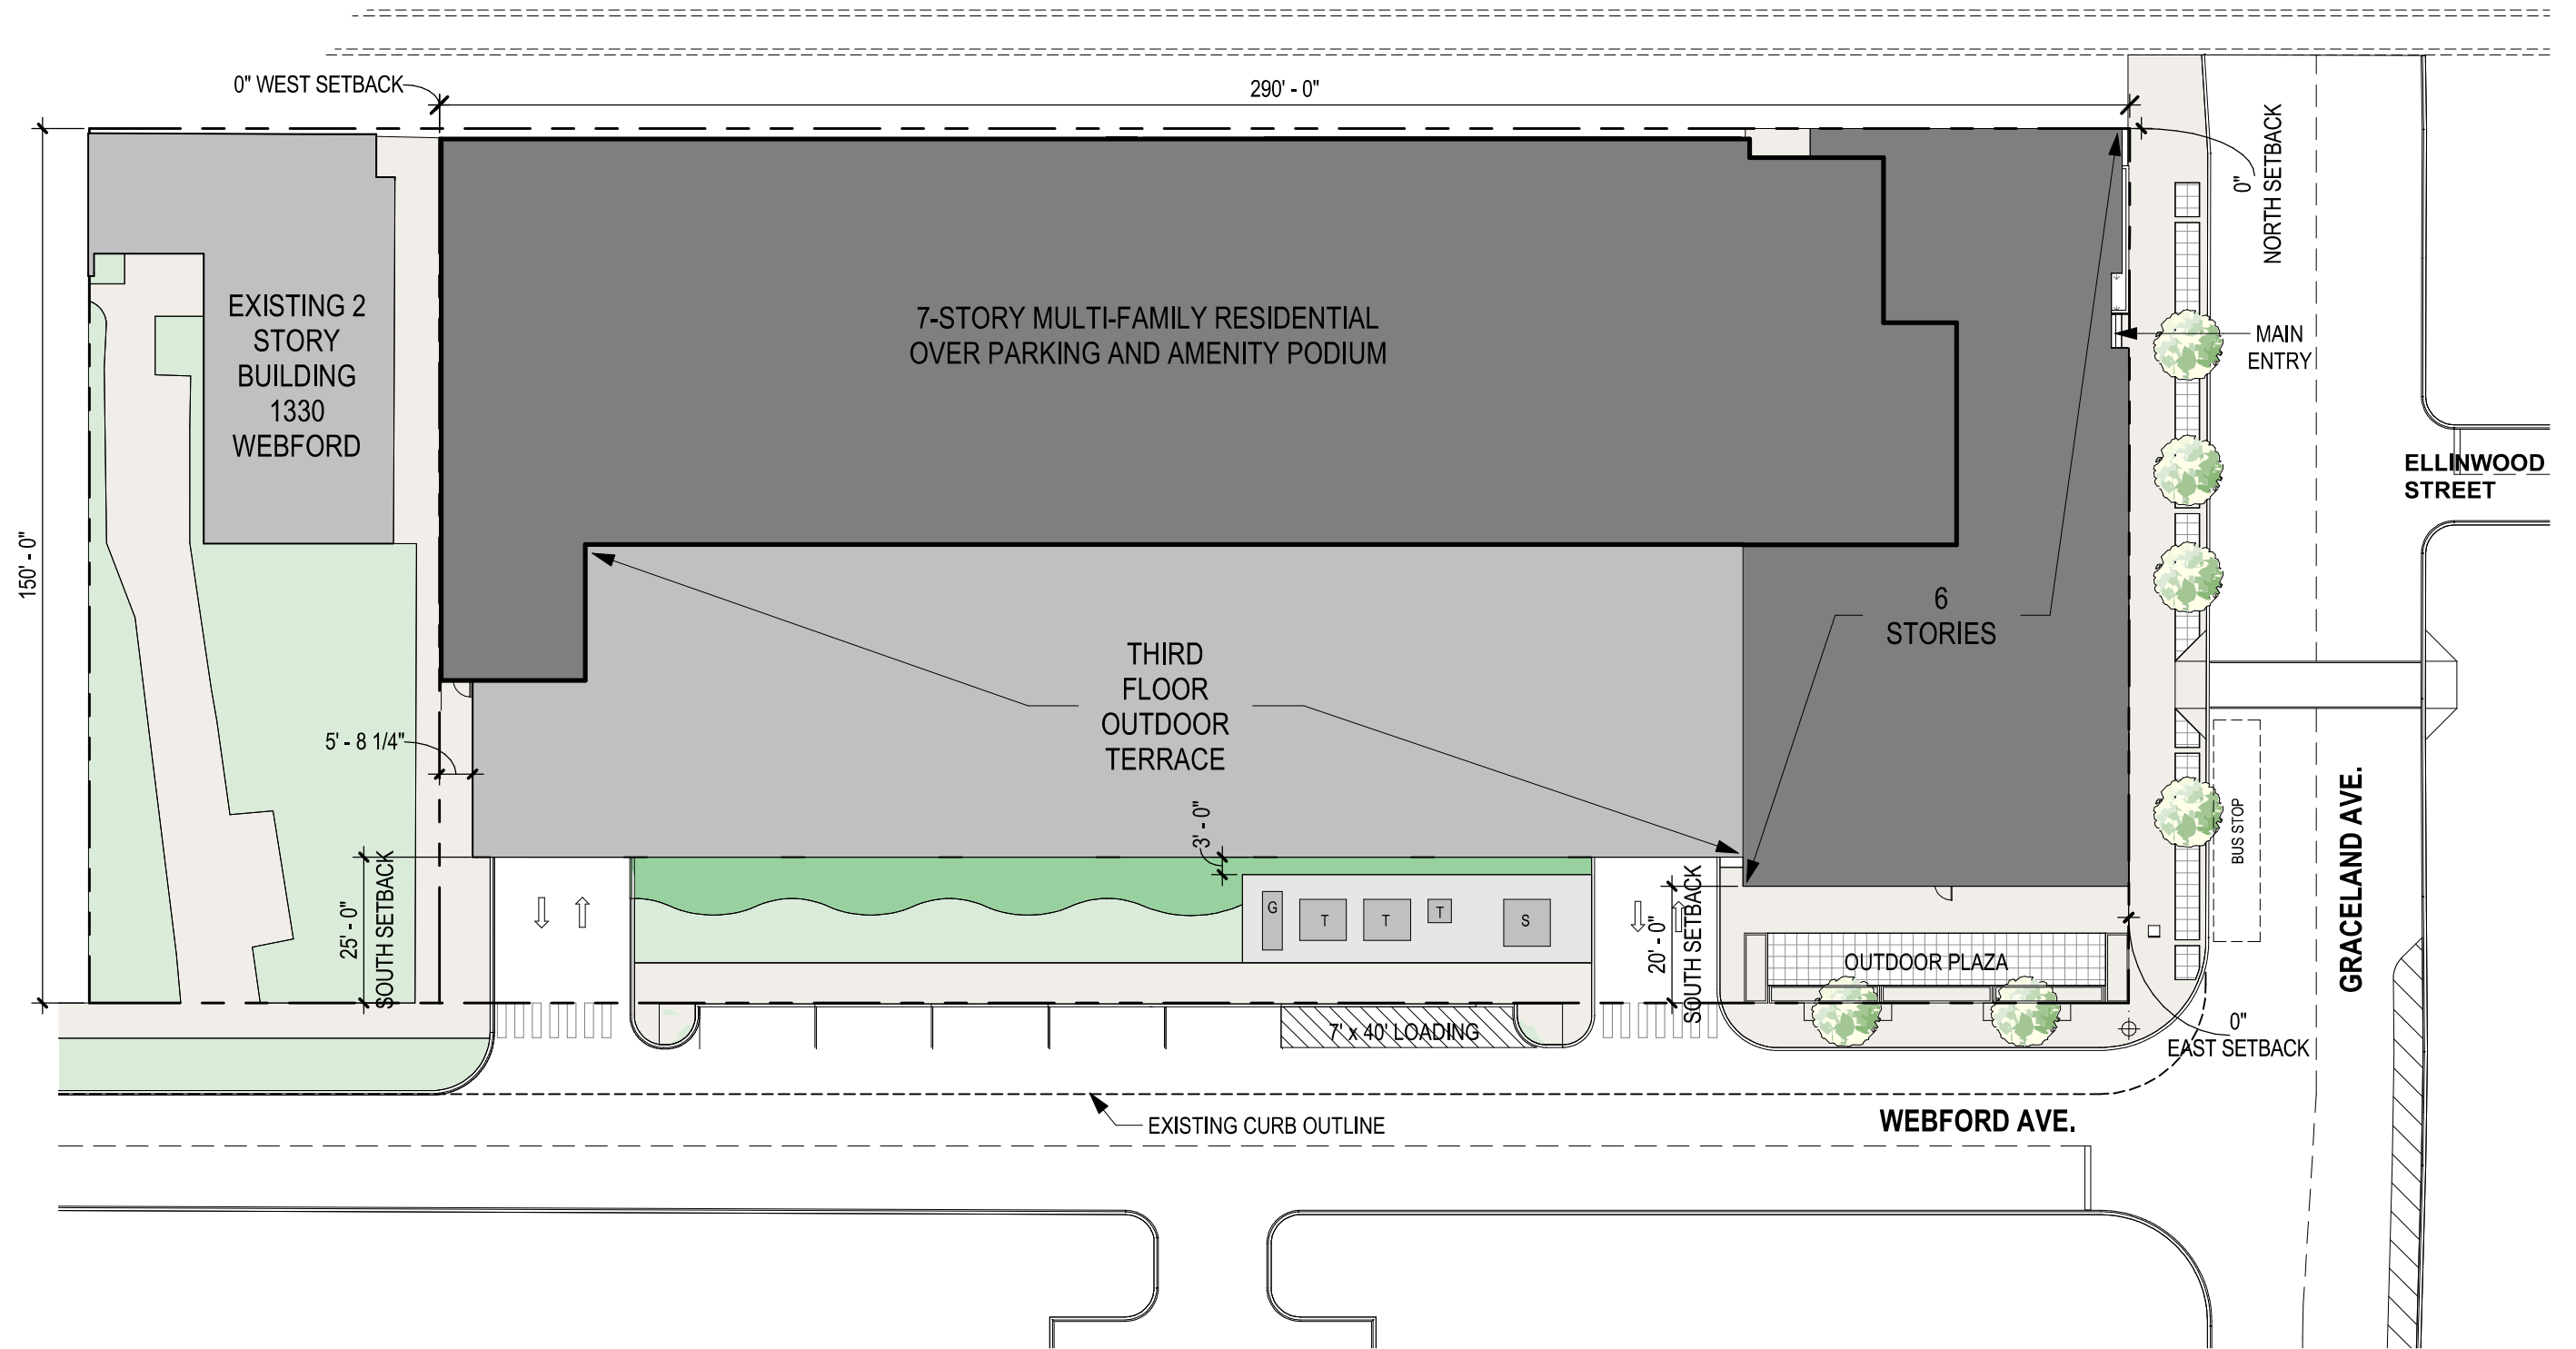 0" WEST SETBACK
290' - 0"
0"
NORTH SETBACK
EXISTING 2
STORY
BUILDING
1330
WEBFORD
7-STORY MULTI-FAMILY RESIDENTIAL
OVER PARKING AND AMENITY PODIUM
MAIN
ENTRY
ELLINWOOD
STREET
150' - 0"
6
STORIES
THIRD
FLOOR
OUTDOOR
TERRACE
5' - 8 1/4"
3' - 0"
BUS STOP
GRACELAND AVE.
25' - 0"
SOUTH SETBACK
G
T
T
T
S
20' - 0"
SOUTH SETBACK
OUTDOOR PLAZA
7' x 40' LOADING
0"
EAST SETBACK
EXISTING CURB OUTLINE
WEBFORD AVE.